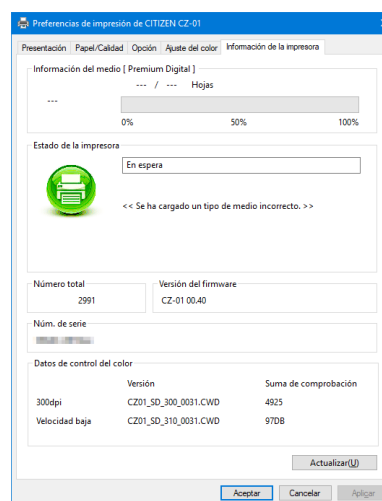 Preferencias de impresión de CITIZEN CZ-01
Presentación Papel/Calidad Opción Ajuste del color Información de la impresora
Información del medio [ Premium Digital ]
--- / --- Hojas
---
0% 50% 100%
Estado de la impresora
En espera
<< Se ha cargado un tipo de medio incorrecto. >>
Número total Versión del firmware
2991 CZ-01 00.40
Núm. de serie
Datos de control del color
Versión Suma de comprobación
300dpi CZ01_SD_300_0031.CWD 4925
Velocidad baja CZ01_SD_310_0031.CWD 97DB
Actualizar(U)
Aceptar Cancelar Aplicar